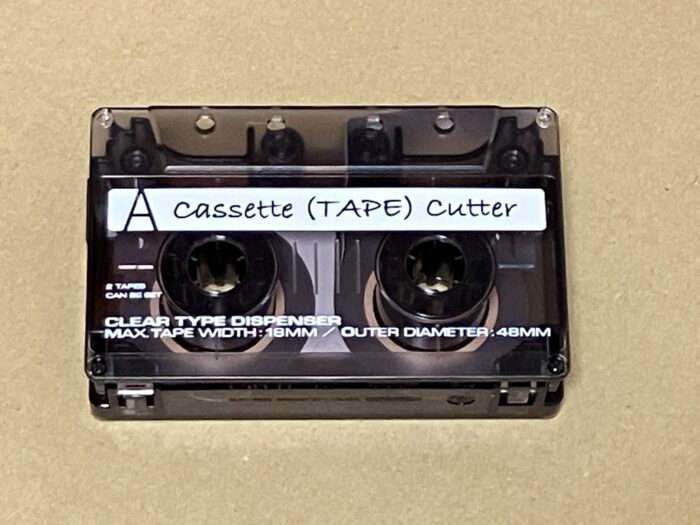 A Cassette (TAPE) Cutter
2 TAPES
CAN BE SET
CLEAR TYPE DISPENSER
MAX. TAPE WIDTH : 18MM / OUTER DIAMETER : 48MM